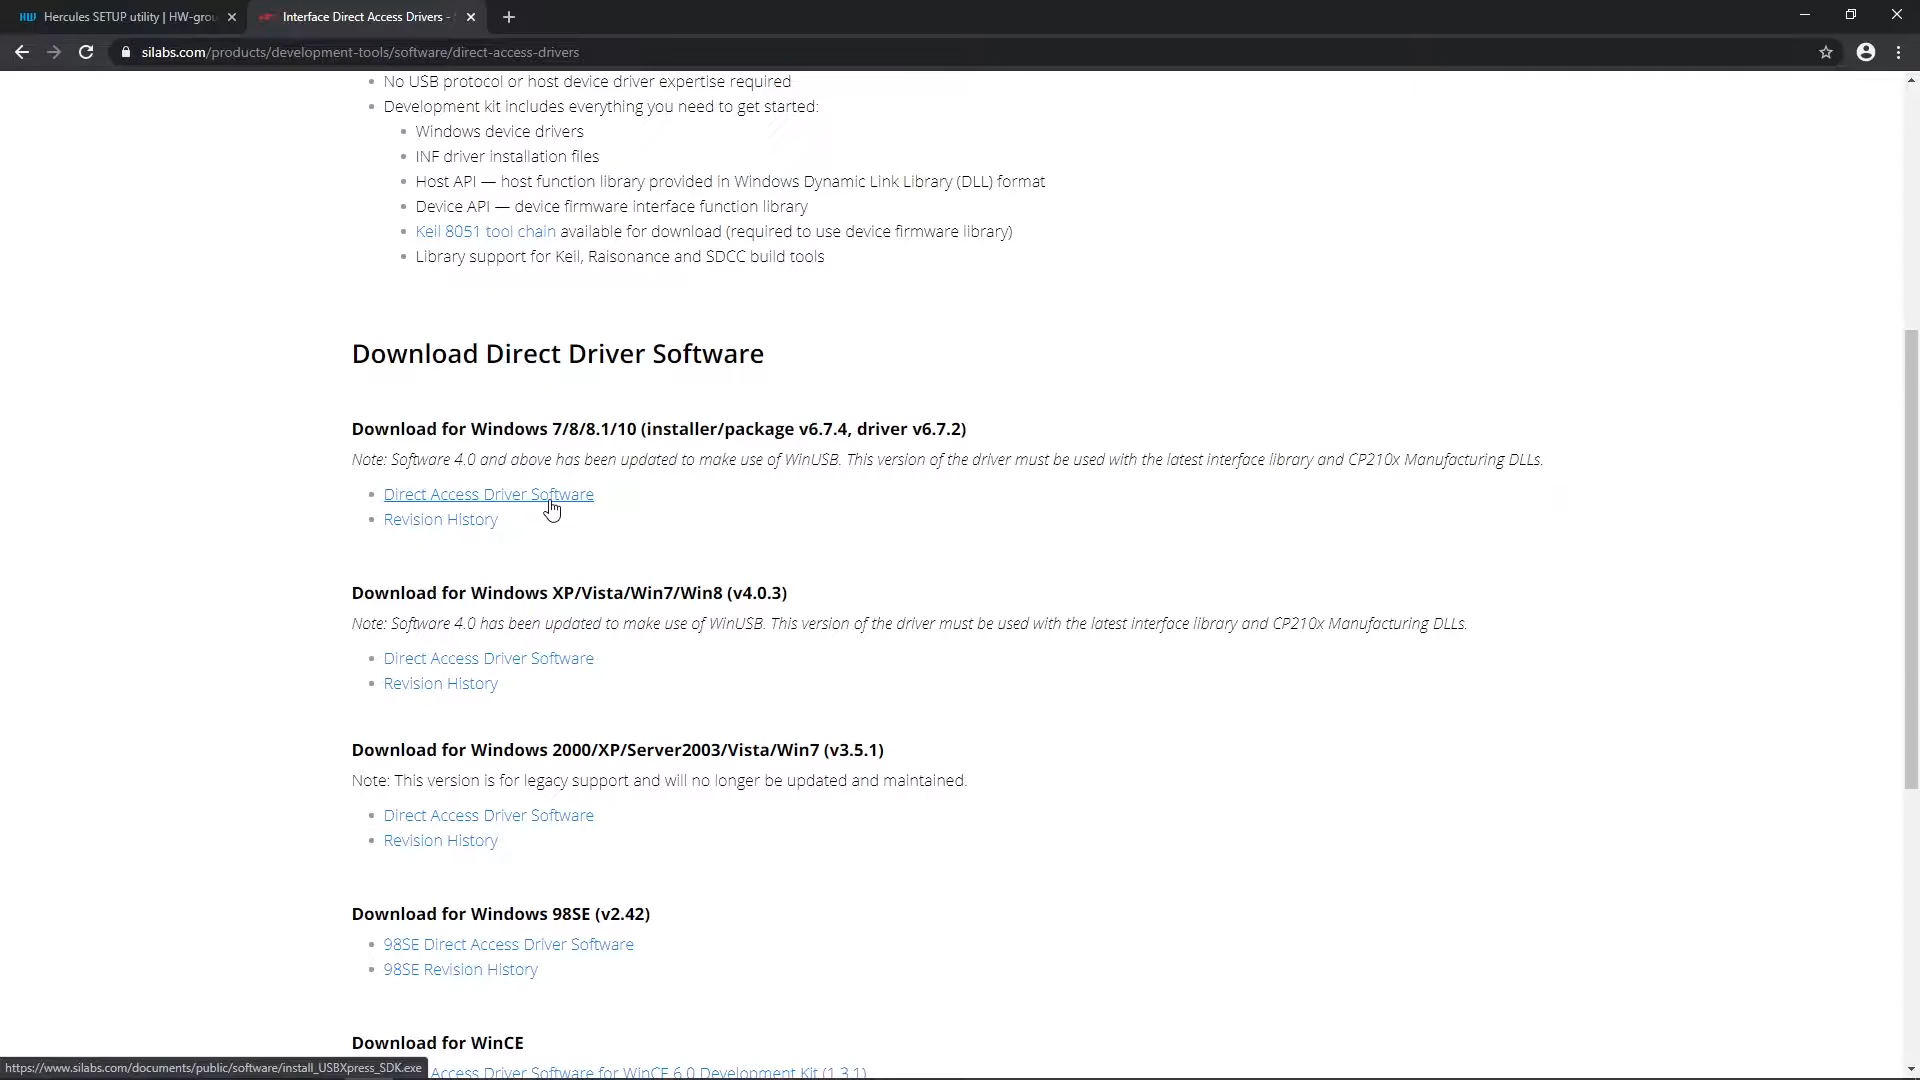 Hercules SETUP utility | HW-grou
Interface Direct Access Drivers -
silabs.com/products/development-tools/software/direct-access-drivers
No USB protocol or host device driver expertise required
Development kit includes everything you need to get started:
Windows device drivers
INF driver installation files
Host API — host function library provided in Windows Dynamic Link Library (DLL) format
Device API — device firmware interface function library
Keil 8051 tool chain available for download (required to use device firmware library)
Library support for Keil, Raisonance and SDCC build tools
Download Direct Driver Software
Download for Windows 7/8/8.1/10 (installer/package v6.7.4, driver v6.7.2)
Note: Software 4.0 and above has been updated to make use of WinUSB. This version of the driver must be used with the latest interface library and CP210x Manufacturing DLLs.
Direct Access Driver Software
Revision History
Download for Windows XP/Vista/Win7/Win8 (v4.0.3)
Note: Software 4.0 has been updated to make use of WinUSB. This version of the driver must be used with the latest interface library and CP210x Manufacturing DLLs.
Direct Access Driver Software
Revision History
Download for Windows 2000/XP/Server2003/Vista/Win7 (v3.5.1)
Note: This version is for legacy support and will no longer be updated and maintained.
Direct Access Driver Software
Revision History
Download for Windows 98SE (v2.42)
98SE Direct Access Driver Software
98SE Revision History
Download for WinCE
Access Driver Software for WinCE 6.0 Development Kit (1.3.1)
https://www.silabs.com/documents/public/software/install_USBXpress_SDK.exe